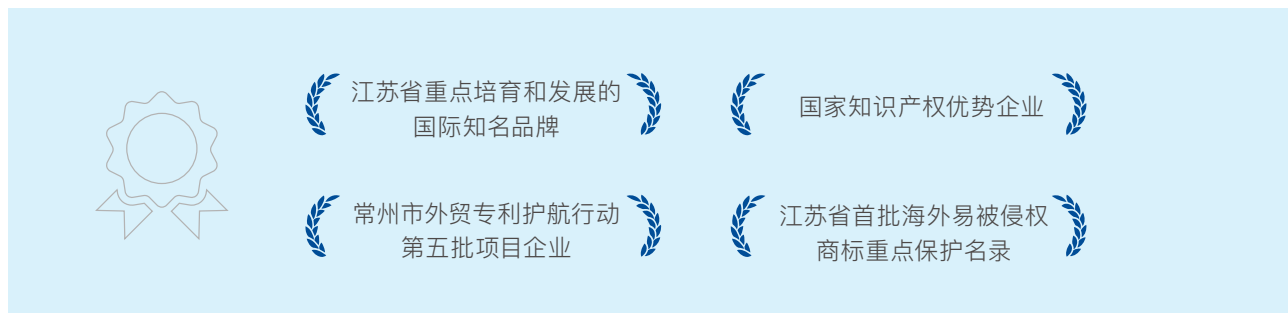 江苏省重点培育和发展的
国际知名品牌
国家知识产权优势企业
常州市外贸专利护航行动
第五批项目企业
江苏省首批海外易被侵权
商标重点保护名录